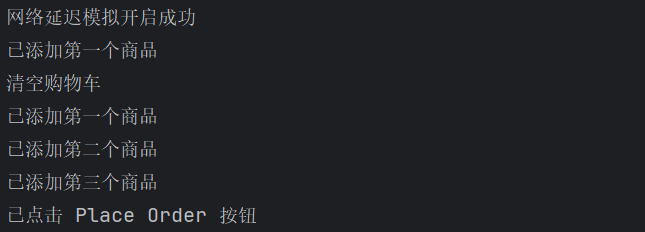 网络延迟模拟开启成功
已添加第一个商品
清空购物车
已添加第一个商品
已添加第二个商品
已添加第三个商品
已点击 Place Order 按钮